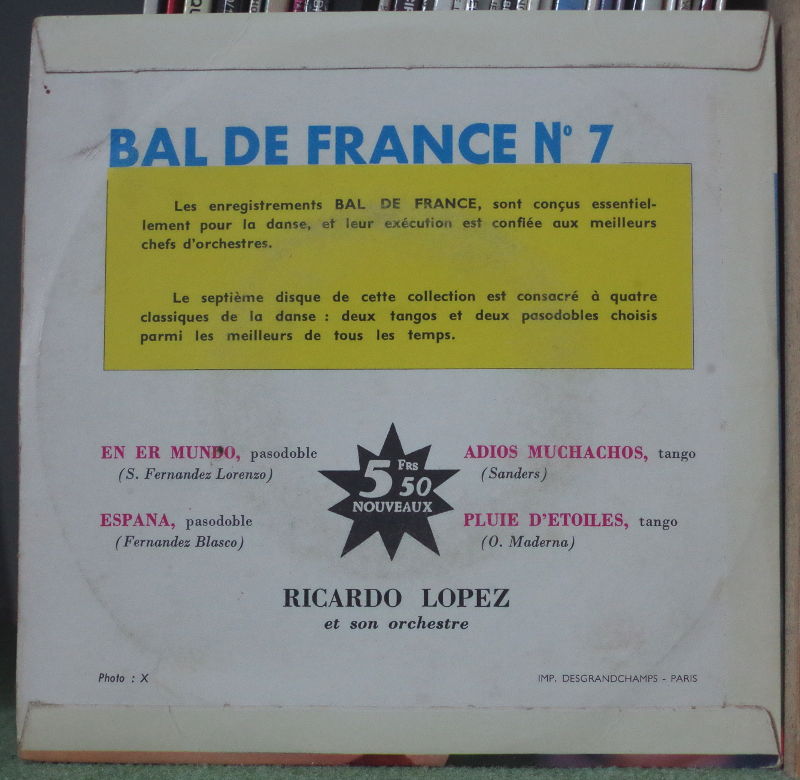 BAL DE FRANCE Nº 7
Les enregistrements BAL DE FRANCE, sont conçus essentiel-
lement pour la danse, et leur exécution est confiée aux meilleurs
chefs d'orchestres.
Le septième disque de cette collection est consacré à quatre
classiques de la danse : deux tangos et deux pasodobles choisis
parmi les meilleurs de tous les temps.
EN ER MUNDO, pasodoble
(S. Fernandez Lorenzo)
ESPANA, pasodoble
(Fernandez Blasco)
5 Frs 50
NOUVEAUX
ADIOS MUCHACHOS, tango
(Sanders)
PLUIE D'ETOILES, tango
(O. Maderna)
RICARDO LOPEZ
et son orchestre
Photo : X
IMP. DESGRANDCHAMPS - PARIS